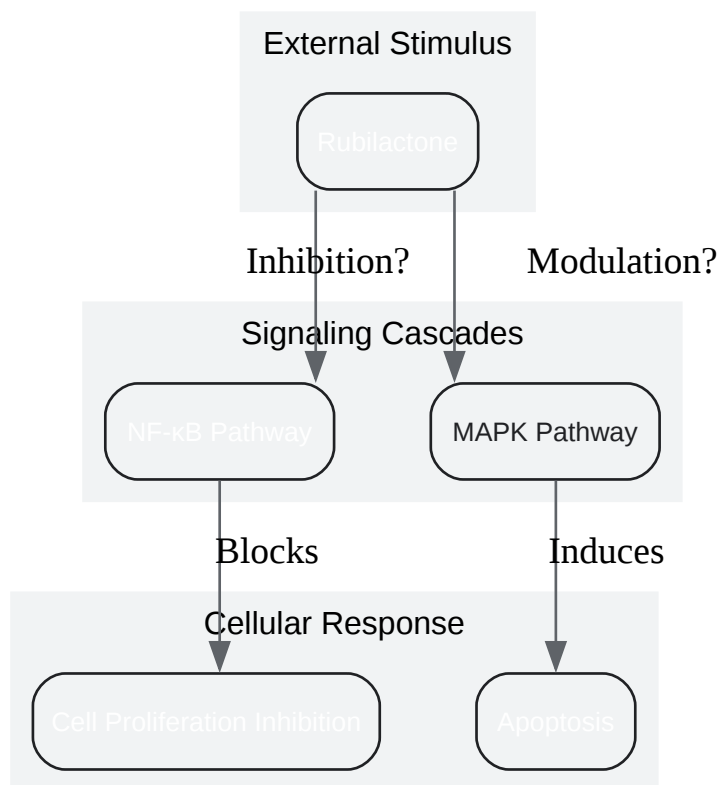 External Stimulus
Rubilactone
Inhibition?
Modulation?
Signaling Cascades
NF-κB Pathway
MAPK Pathway
Blocks
Induces
Cellular Response
Cell Proliferation Inhibition
Apoptosis